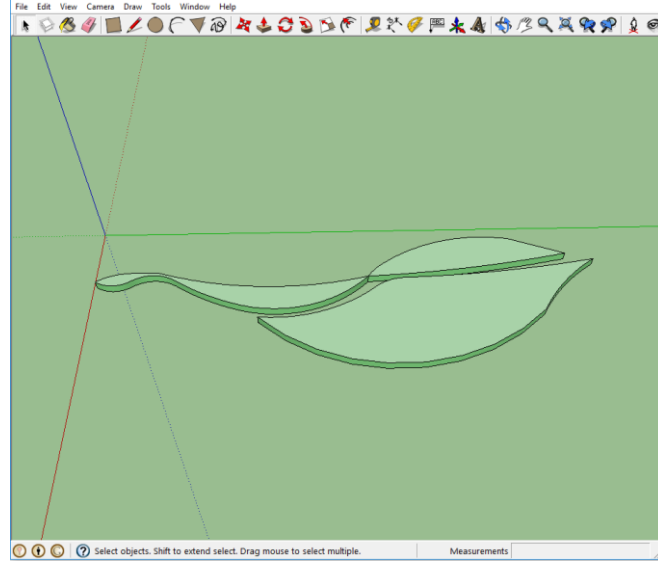 File Edit View Camera Draw Tools Window Help
ABC
Select objects. Shift to extend select. Drag mouse to select multiple.
Measurements